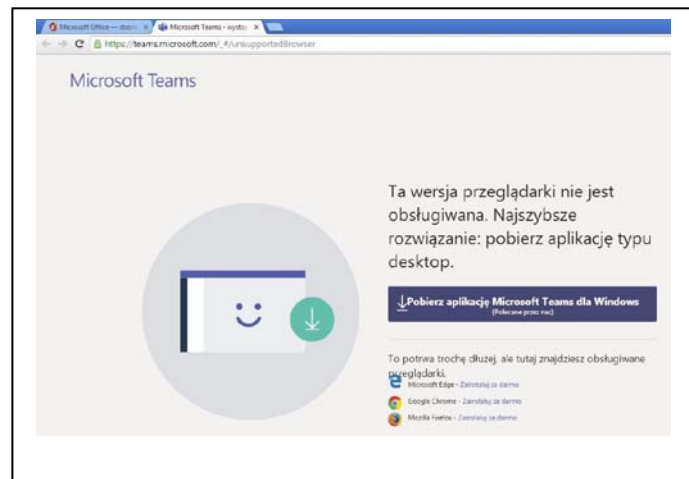 Microsoft Office — Microsoft Teams - wystąp
https://teams.microsoft.com/_#/unsupportedBrowser
Microsoft Teams
Ta wersja przeglądarki nie jest
obsługiwana. Najszybsze
rozwiązanie: pobierz aplikację typu
desktop.
Pobierz aplikację Microsoft Teams dla Windows
(Polecane przez nas)
To potrwa trochę dłużej, ale tutaj znajdziesz obsługiwane
przeglądarki.
Microsoft Edge - Zainstaluj za darmo
Google Chrome - Zainstaluj za darmo
Mozilla Firefox - Zainstaluj za darmo